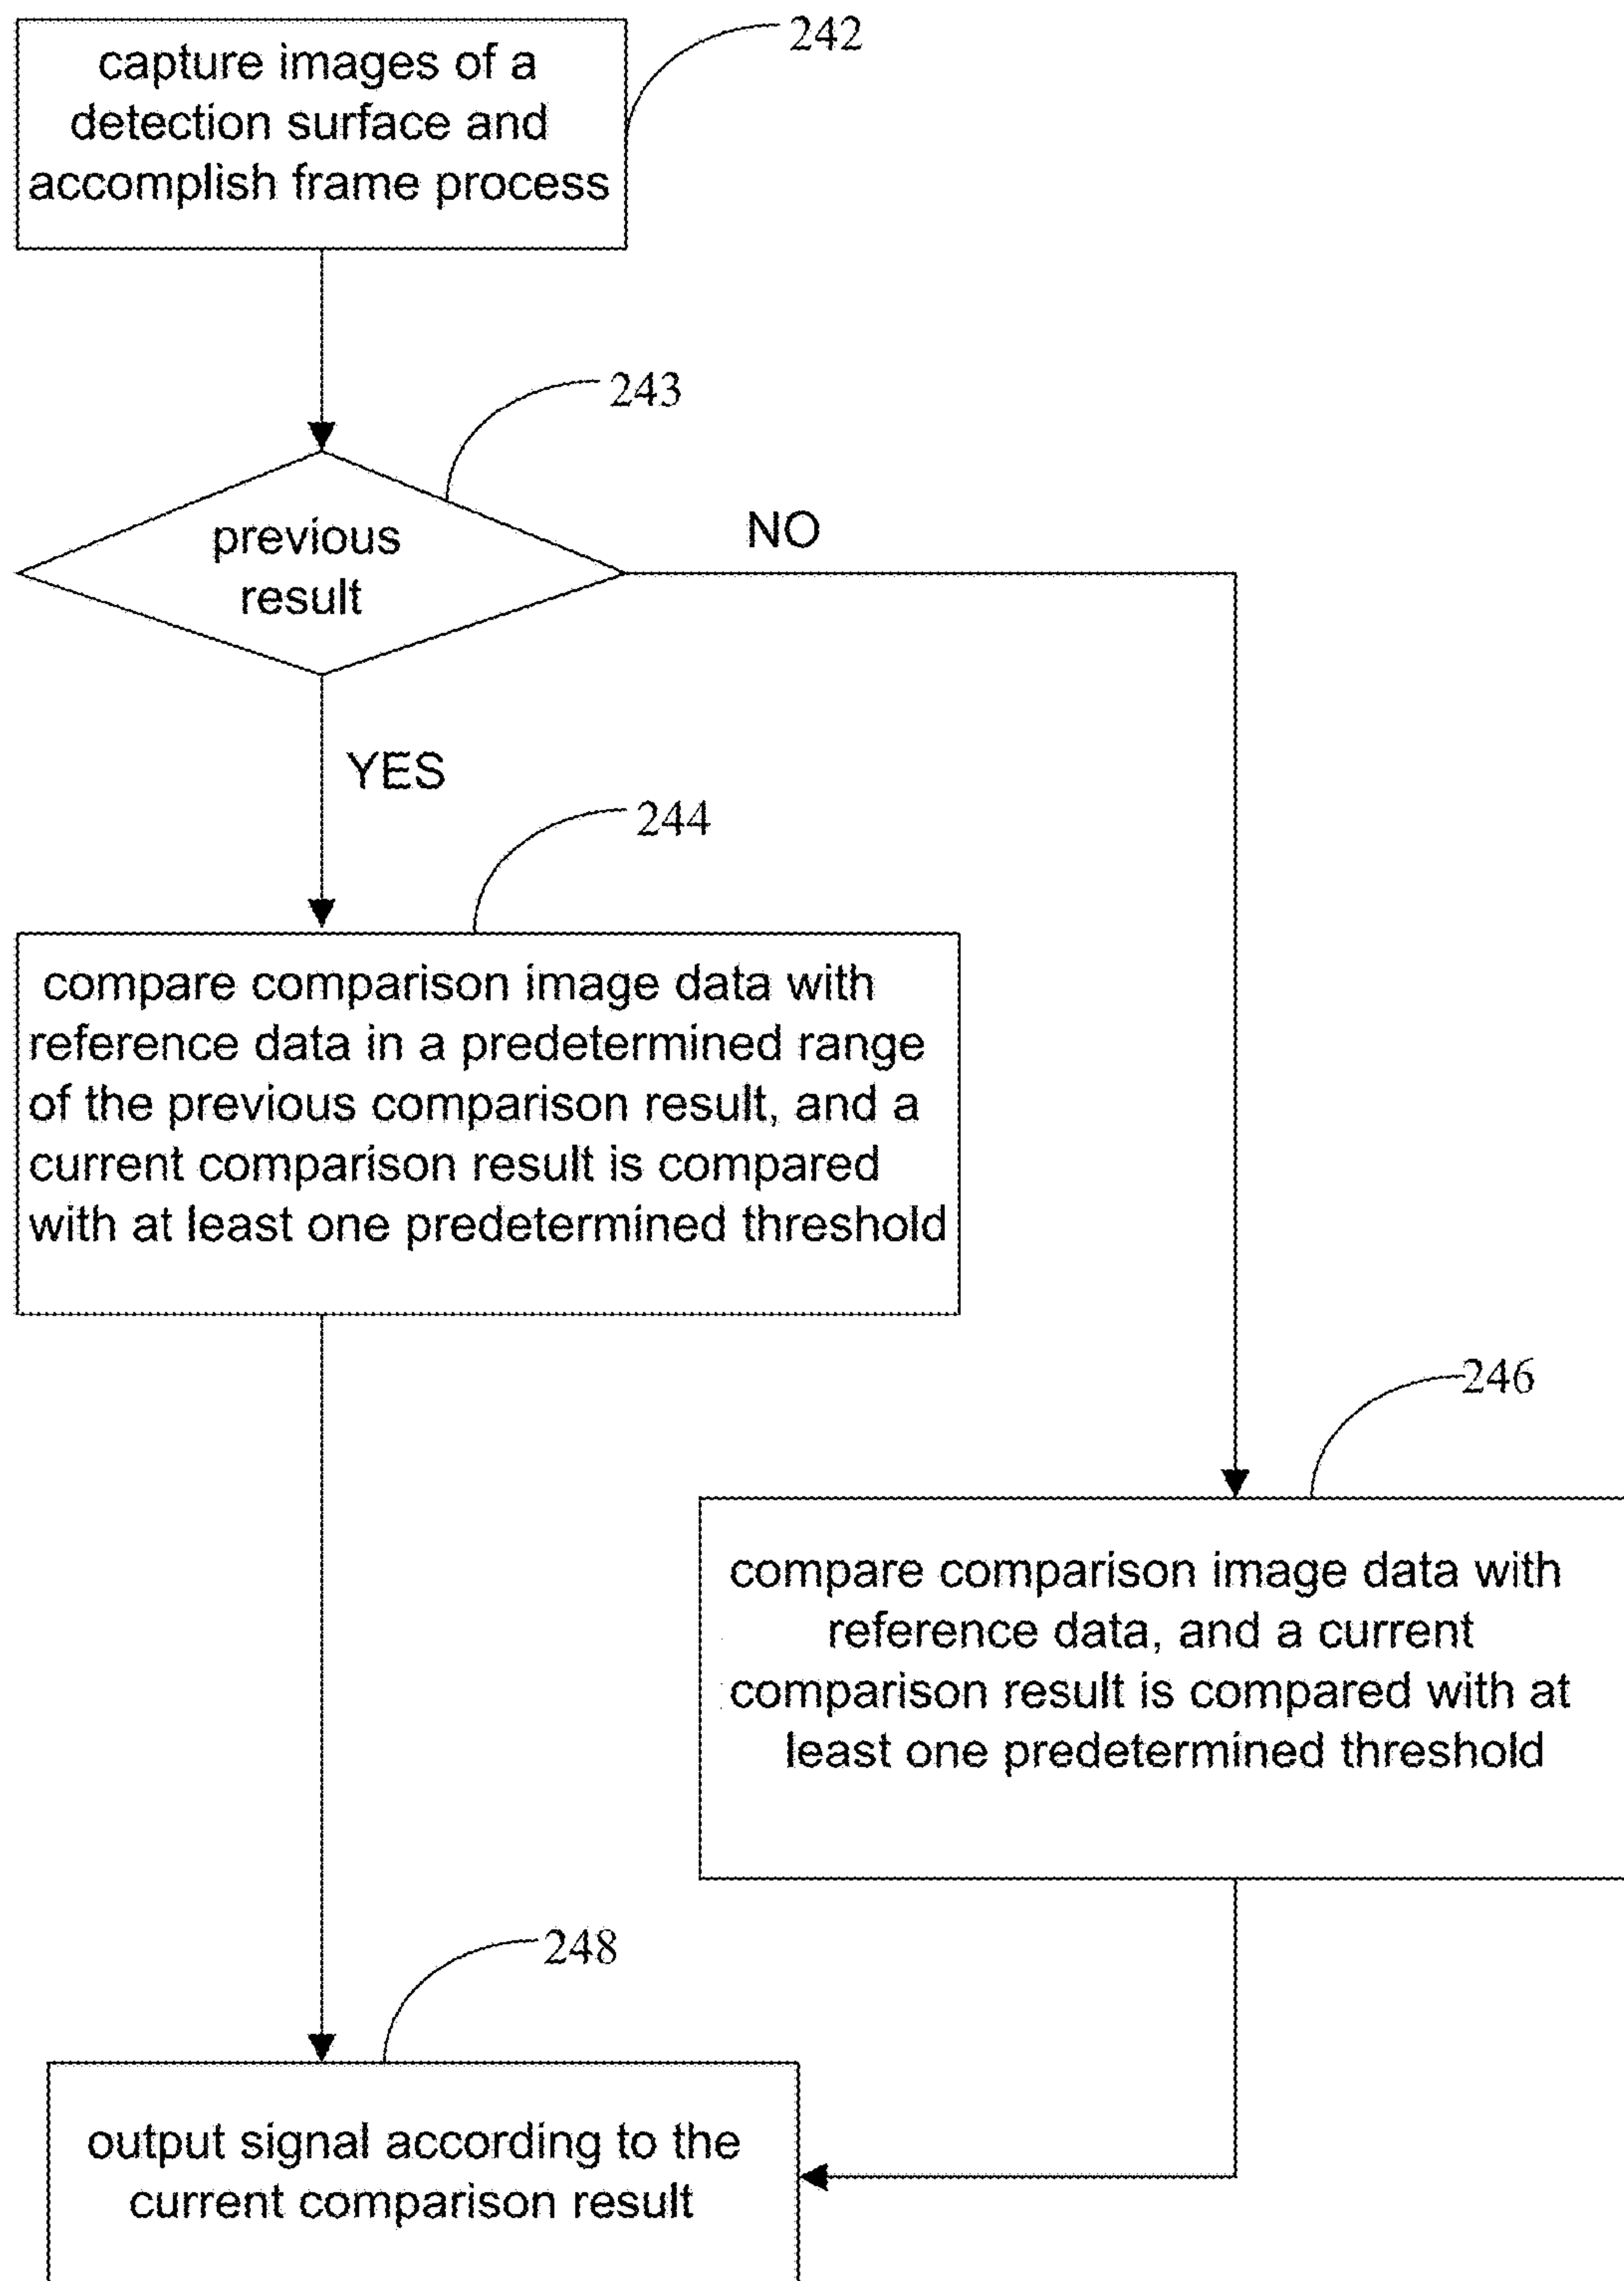 capture images of a
detection surface and
accomplish frame process
242
243
previous
result
NO
YES
244
compare comparison image data with
reference data in a predetermined range
of the previous comparison result, and a
current comparison result is compared
with at least one predetermined threshold
246
compare comparison image data with
reference data, and a current
comparison result is compared with at
least one predetermined threshold
248
output signal according to the
current comparison result